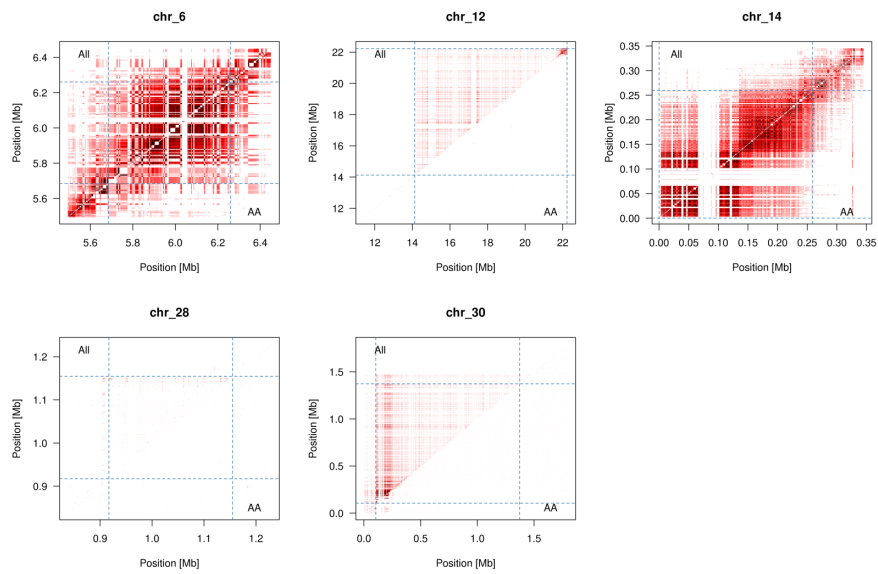 chr_6
All
AA
6.4
6.2
6.0
5.8
5.6
Position [Mb]
5.6 5.8 6.0 6.2 6.4
Position [Mb]
chr_12
All
AA
22
20
18
16
14
12
Position [Mb]
12 14 16 18 20 22
Position [Mb]
chr_14
All
AA
0.35
0.30
0.25
0.20
0.15
0.10
0.05
0.00
Position [Mb]
0.00 0.05 0.10 0.15 0.20 0.25 0.30 0.35
Position [Mb]
chr_28
All
AA
1.2
1.1
1.0
0.9
Position [Mb]
0.9 1.0 1.1 1.2
Position [Mb]
chr_30
All
AA
1.5
1.0
0.5
0.0
Position [Mb]
0.0 0.5 1.0 1.5
Position [Mb]